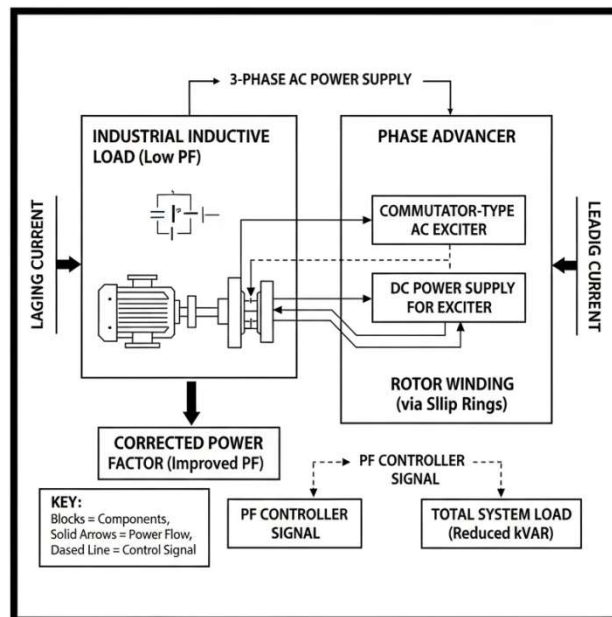 3-PHASE AC POWER SUPPLY
INDUSTRIAL INDUCTIVE
LOAD (Low PF)
PHASE ADVANCER
COMMUTATOR-TYPE
AC EXCITER
DC POWER SUPPLY
FOR EXCITER
LAGING CURRENT
LEADIG CURRENT
ROTOR WINDING
(via Sllip Rings)
CORRECTED POWER
FACTOR (Improved PF)
PF CONTROLLER
SIGNAL
KEY:
Blocks = Components,
Solid Arrows = Power Flow,
Dased Line = Control Signal
PF CONTROLLER
SIGNAL
TOTAL SYSTEM LOAD
(Reduced kVAR)